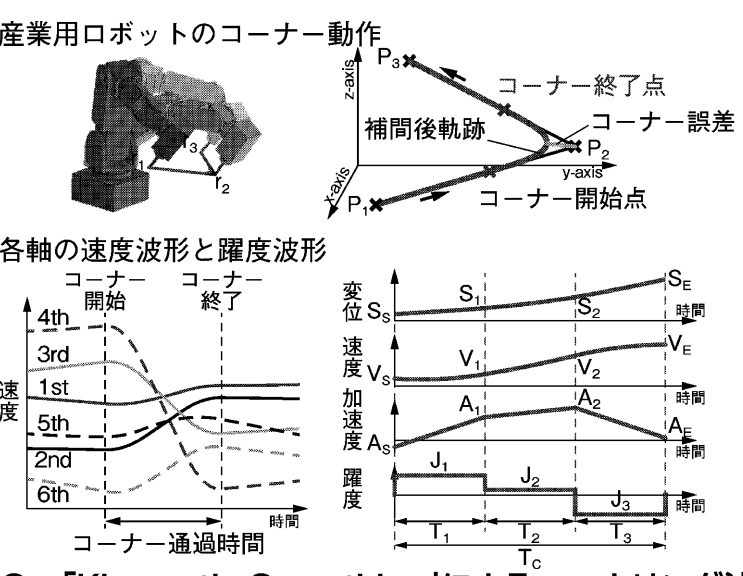 産業用ロボットのコーナー動作
r3
1
r2
z-axis
x-axis
y-axis
P3
P2
P1
コーナー終了点
コーナー誤差
補間後軌跡
コーナー開始点
各軸の速度波形と躍度波形
コーナー開始
コーナー終了
速度
4th
3rd
1st
5th
2nd
6th
時間
コーナー通過時間
変位
SS
S1
S2
SE
時間
速度
VS
V1
V2
VE
時間
加速度
AS
A1
A2
AE
時間
躍度
J1
J2
J3
時間
T1
T2
T3
TC